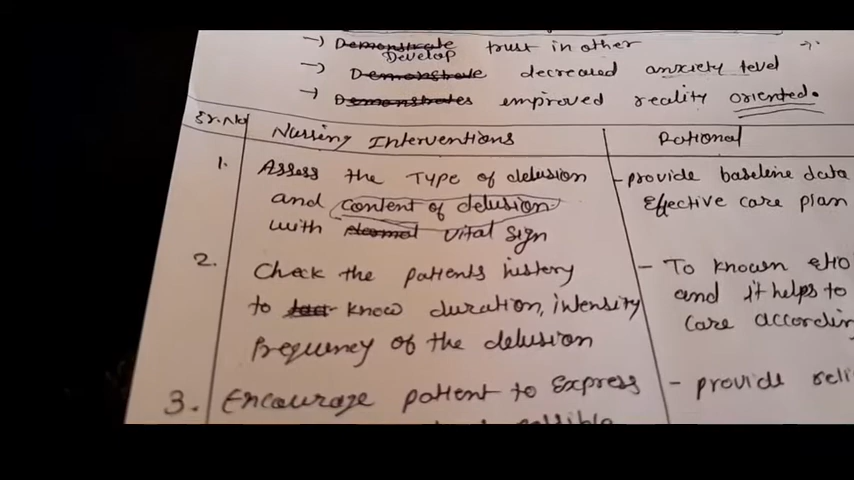 → Demonstrate Develop trust in other
→ Demonstrate decreased anxiety level
→ Demonstrates emproved reality oriented.
Sr.No Nursing Interventions Rational
1. Assess the Type of delusion - provide baseline data
and content of delusion Effective care plan
with vital sign
2. Check the patients history - To known
to know duration, intensity and it helps to
frequency of the delusion care accordin
3. Encourage patient to Express - provide reli